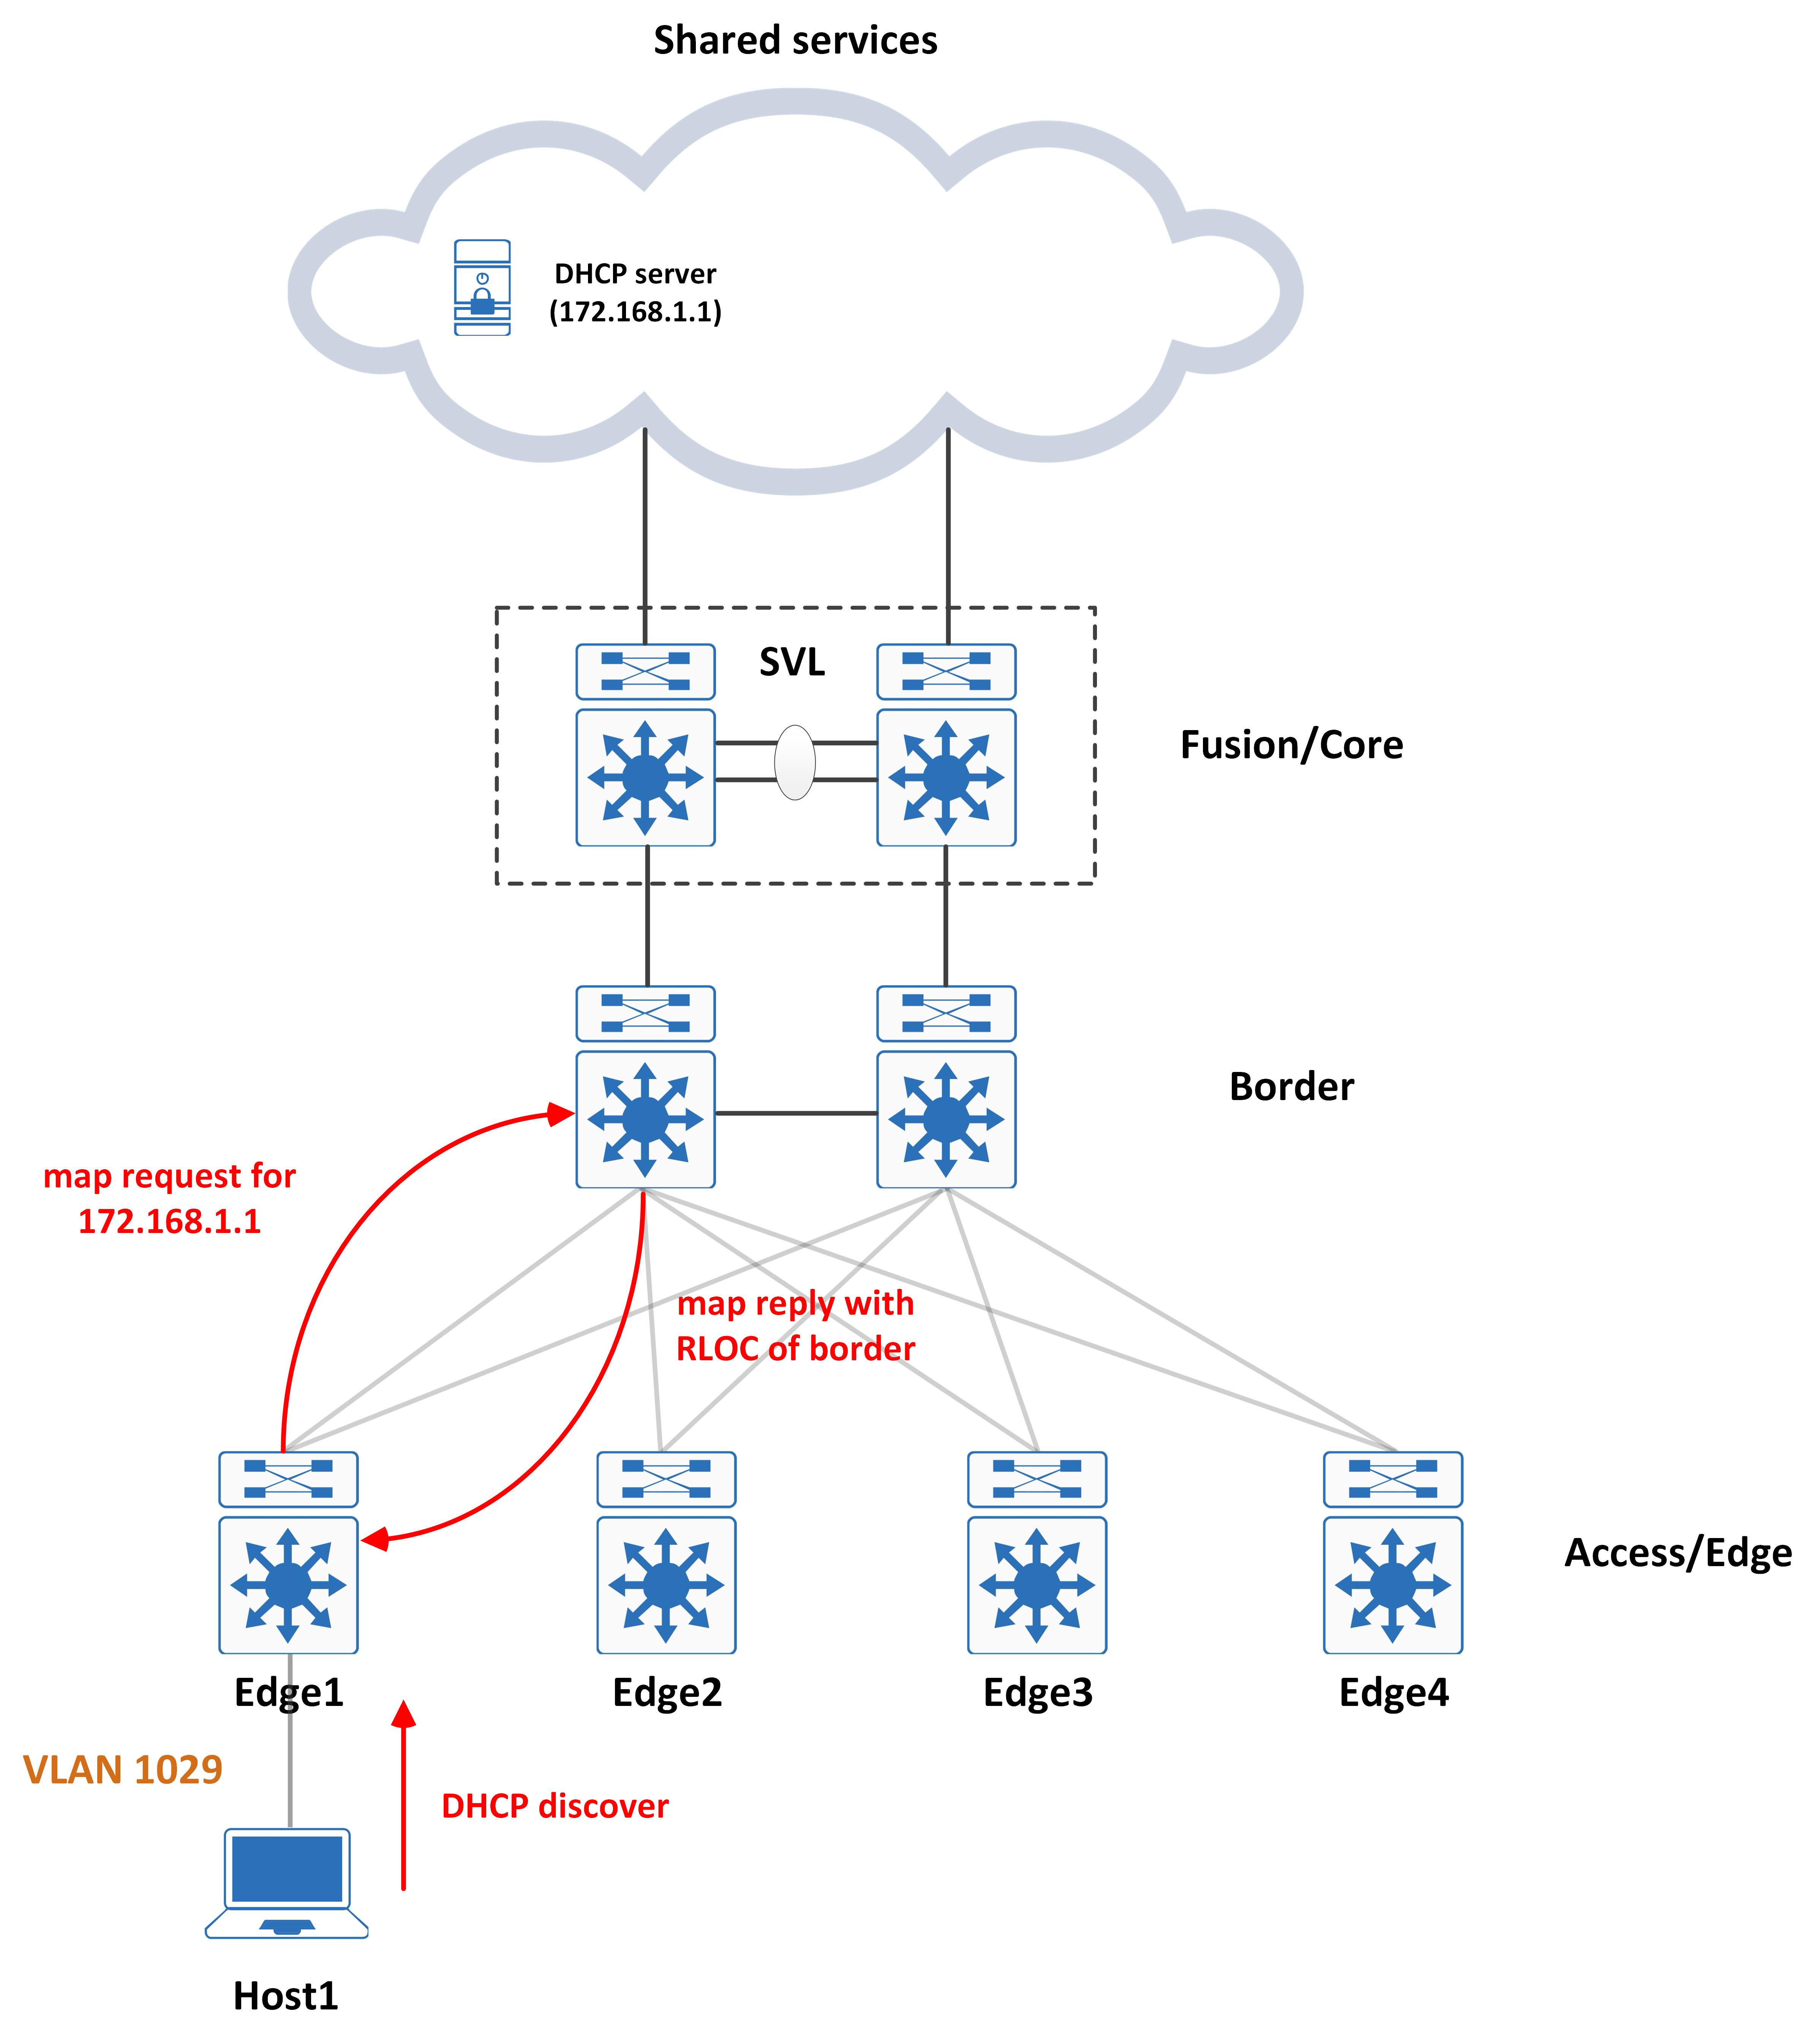 Shared services
DHCP server
(172.168.1.1)
SVL
Fusion/Core
Border
map request for
172.168.1.1
map reply with
RLOC of border
Access/Edge
Edge1
Edge2
Edge3
Edge4
VLAN 1029
DHCP discover
Host1